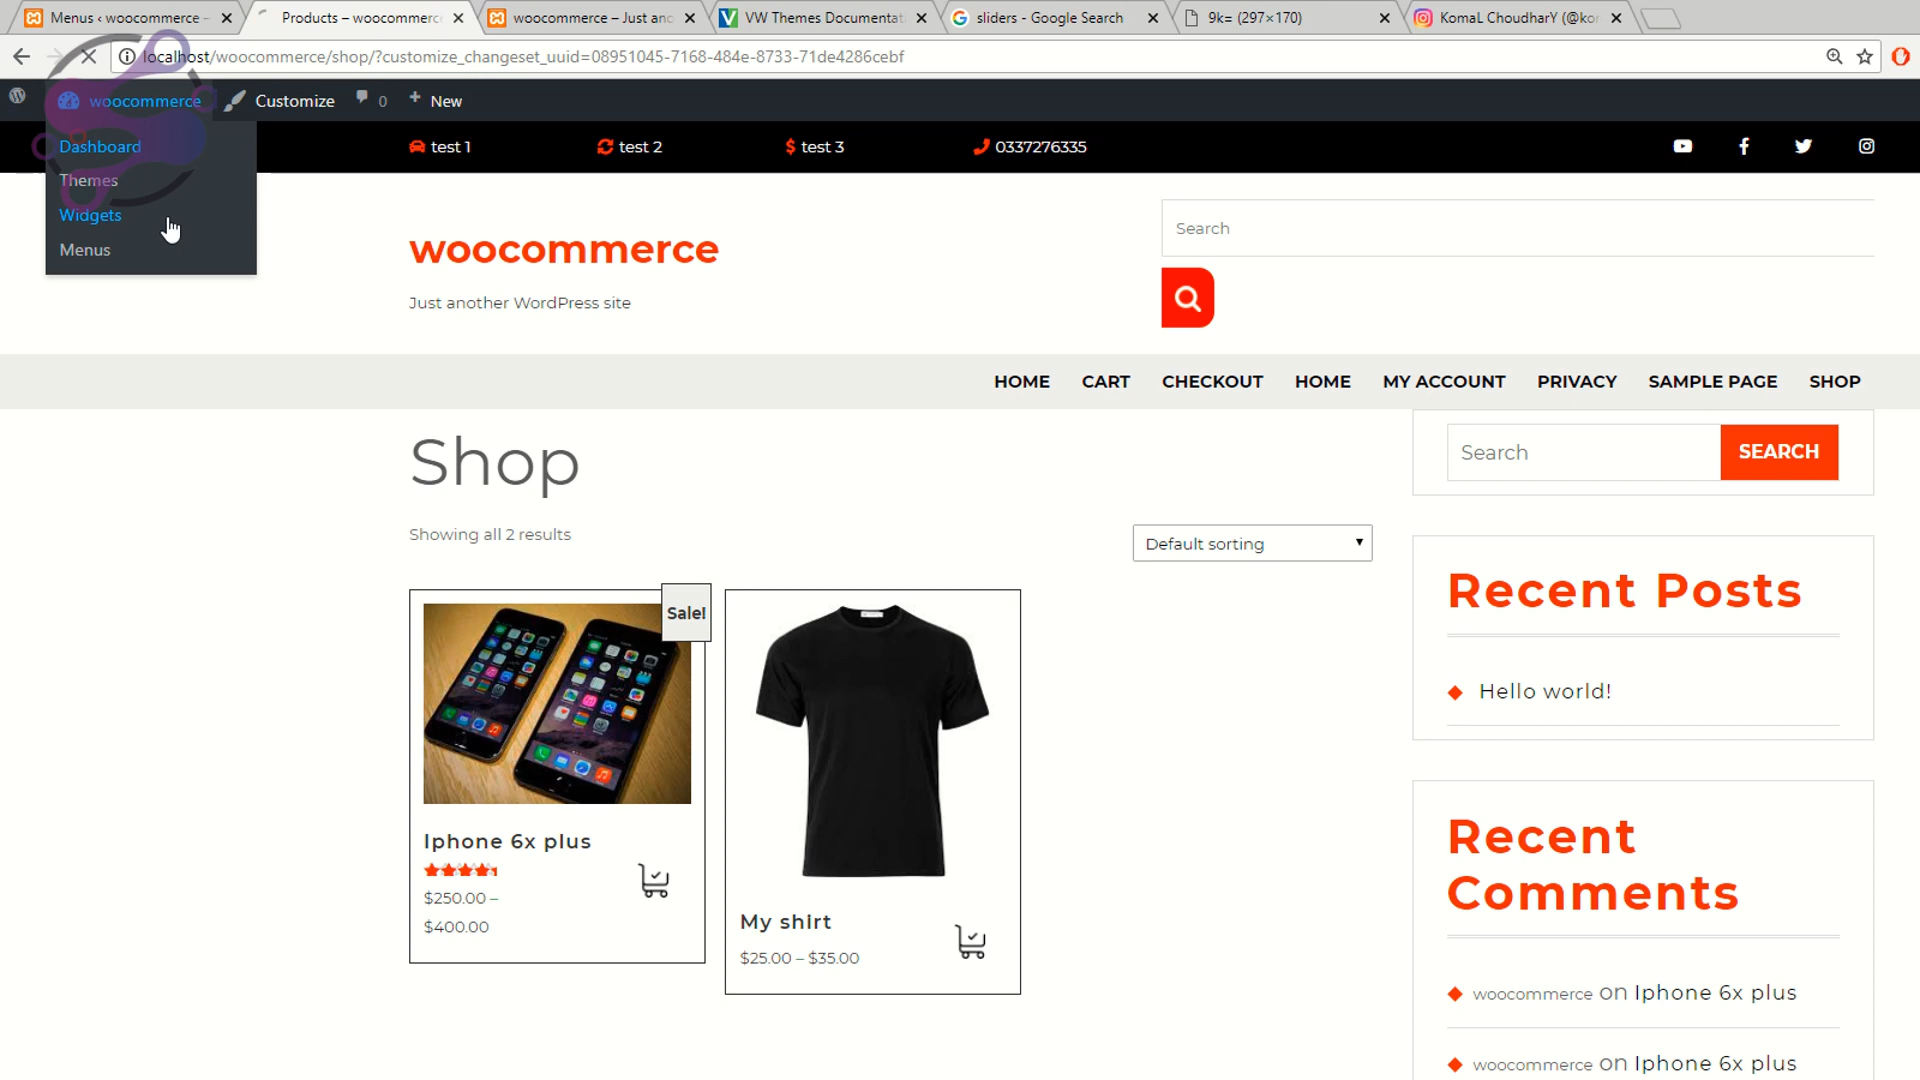 Menus ‹ woocommerce –
Products – woocommerc
woocommerce – Just an
VW Themes Documentat
sliders - Google Search
9k= (297×170)
KomaL ChoudharY (@ko
localhost/woocommerce/shop/?customize_changeset_uuid=08951045-7168-484e-8733-71de4286cebf
woocommerce
Customize
0
+ New
Dashboard
Themes
Widgets
Menus
test 1
test 2
$ test 3
0337276335
woocommerce
Just another WordPress site
Search
HOME CART CHECKOUT HOME MY ACCOUNT PRIVACY SAMPLE PAGE SHOP
Shop
Showing all 2 results
Default sorting
Sale!
Iphone 6x plus
$250.00 –
$400.00
My shirt
$25.00 – $35.00
Search
SEARCH
Recent Posts
Hello world!
Recent
Comments
woocommerce on Iphone 6x plus
woocommerce on Iphone 6x plus